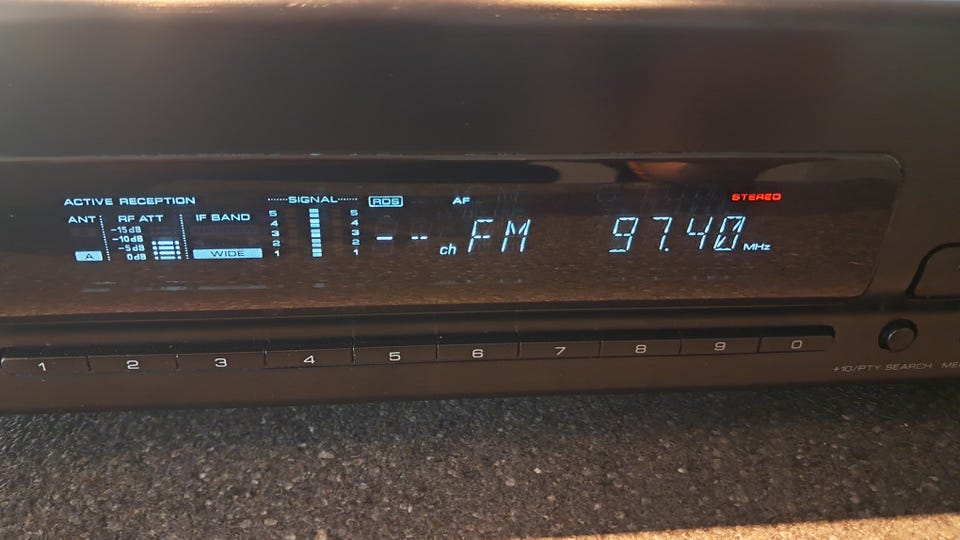 ACTIVE RECEPTION
SIGNAL
RDS
AF
STEREO
ANT
RF ATT
IF BAND
-15dB
-10dB
-5dB
0dB
A
WIDE
5
4
3
2
1
5
4
3
2
1
-- -- ch FM 97.40 MHz
1 2 3 4 5 6 7 8 9 0
+10/PTY SEARCH